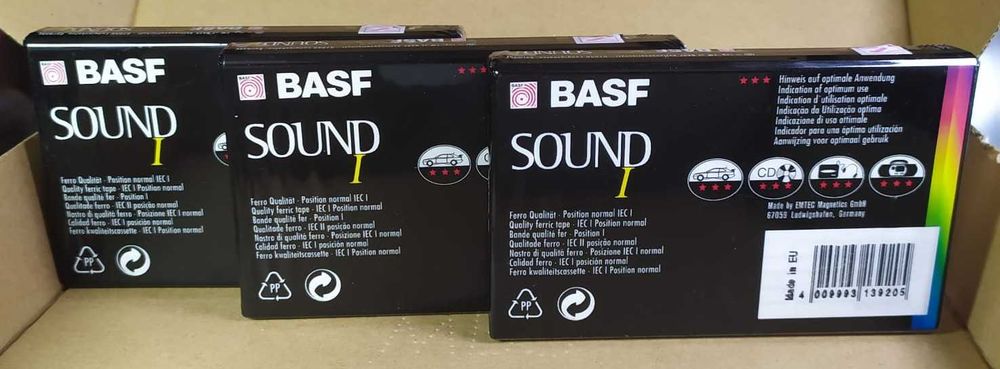 BASF
SOUND
I
Ferro Qualität · Position normal IEC I
Quality ferric tape · IEC I Position normal
Bande qualité fer · Position I
Qualidade ferro · IEC II posição normal
Nastro di qualità ferro · Posizione IEC I
Calidad ferro · IEC I posición normal
Ferro kwaliteitscassette · IEC I Position normal
PP
SOUND
BASF
SOUND
I
Ferro Qualität · Position normal IEC I
Quality ferric tape · IEC I Position normal
Bande qualité fer · Position I
Qualidade ferro · IEC II posição normal
Nastro di qualità ferro · Posizione IEC I
Calidad ferro · IEC I posición normal
Ferro kwaliteitscassette · IEC I Position normal
PP
BASF
SOUND
I
Ferro Qualität · Position normal IEC I
Quality ferric tape · IEC I Position normal
Bande qualité fer · Position I
Qualidade ferro · IEC II posição normal
Nastro di qualità ferro · Posizione IEC I
Calidad ferro · IEC I posición normal
Ferro kwaliteitscassette · IEC I Position normal
PP
*** Hinweis auf optimale Anwendung
Indication of optimum use
Indication d'utilisation optimale
Indicação da Utilização optima
Indicazione di uso ottimale
Indicador para una óptima utilización
Aanwijzing voor optimaal gebruik
CD
Made by EMTEC Magnetics GmbH
67059 Ludwigshafen, Germany
Made in EU
4 009993 139205